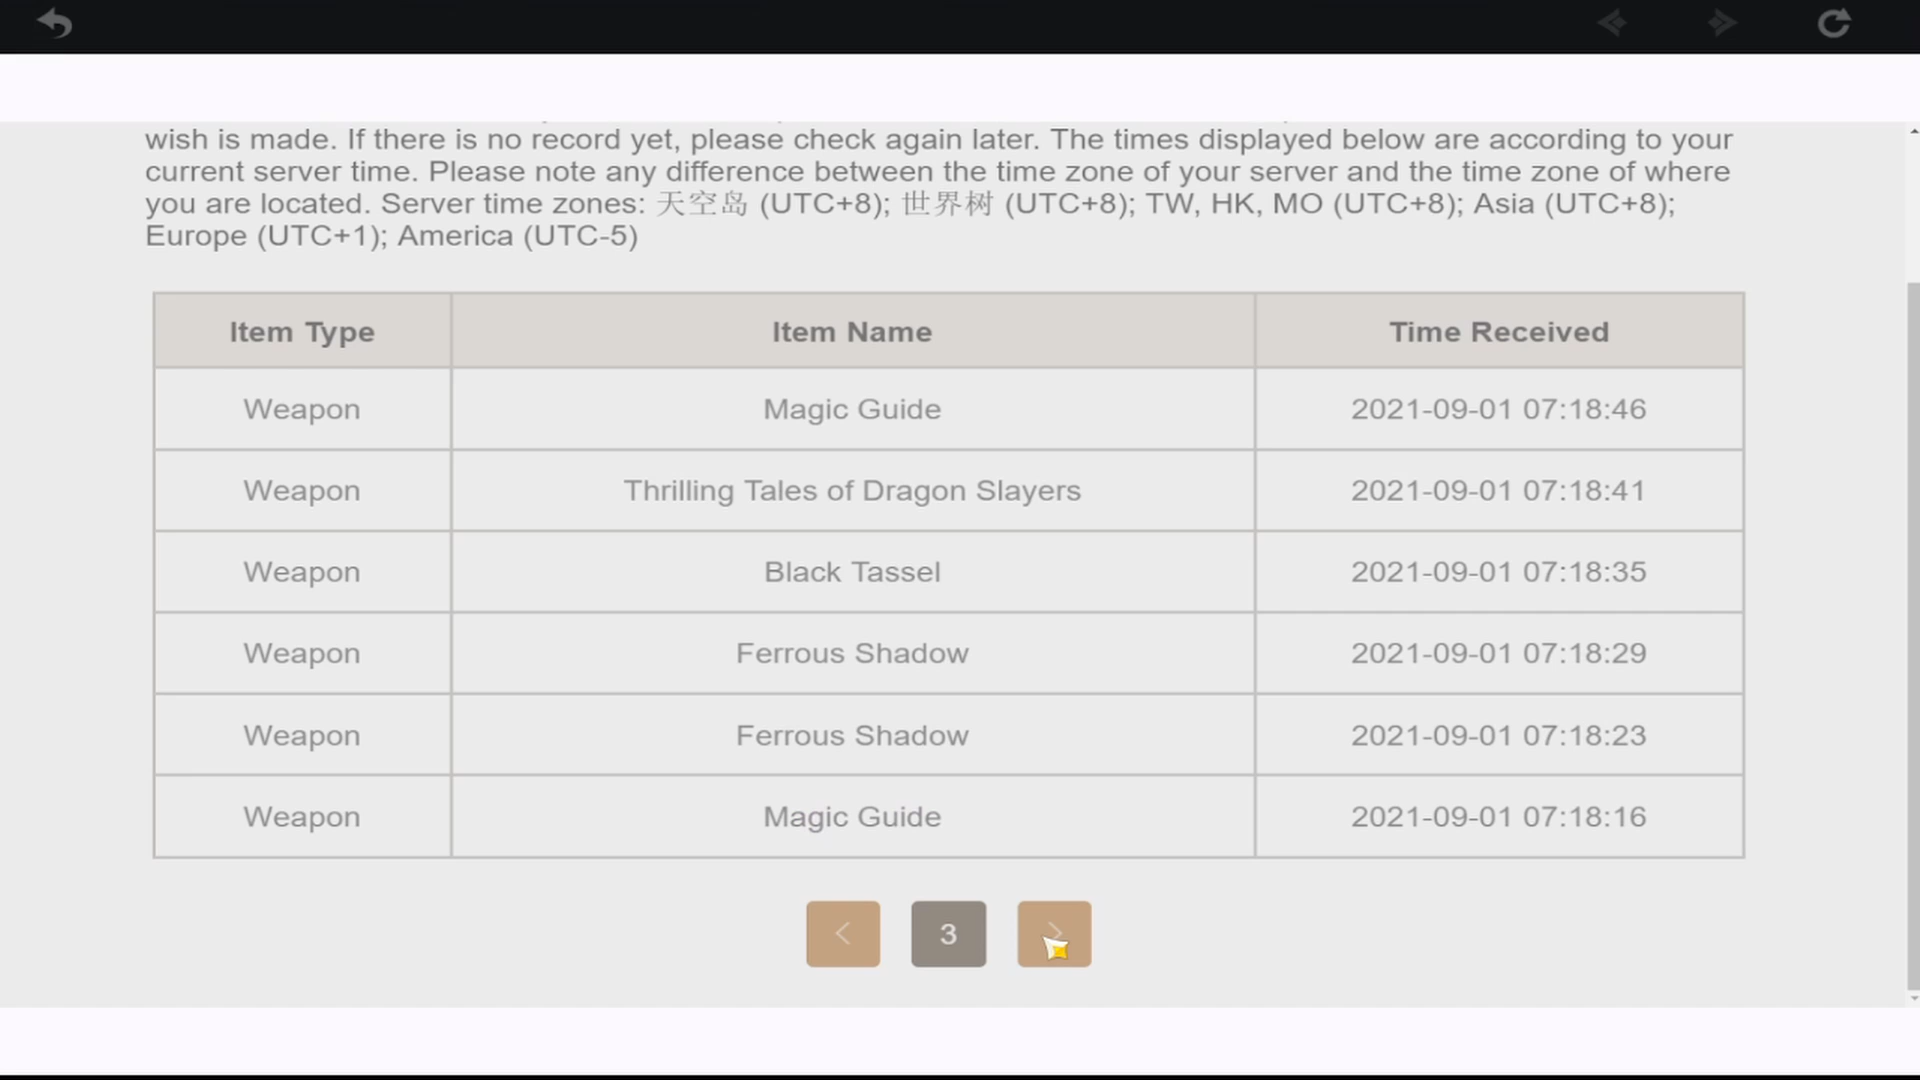 wish is made. If there is no record yet, please check again later. The times displayed below are according to your
current server time. Please note any difference between the time zone of your server and the time zone of where
you are located. Server time zones: 天空岛 (UTC+8); 世界树 (UTC+8); TW, HK, MO (UTC+8); Asia (UTC+8);
Europe (UTC+1); America (UTC-5)
Item Type Item Name Time Received
Weapon Magic Guide 2021-09-01 07:18:46
Weapon Thrilling Tales of Dragon Slayers 2021-09-01 07:18:41
Weapon Black Tassel 2021-09-01 07:18:35
Weapon Ferrous Shadow 2021-09-01 07:18:29
Weapon Ferrous Shadow 2021-09-01 07:18:23
Weapon Magic Guide 2021-09-01 07:18:16
3